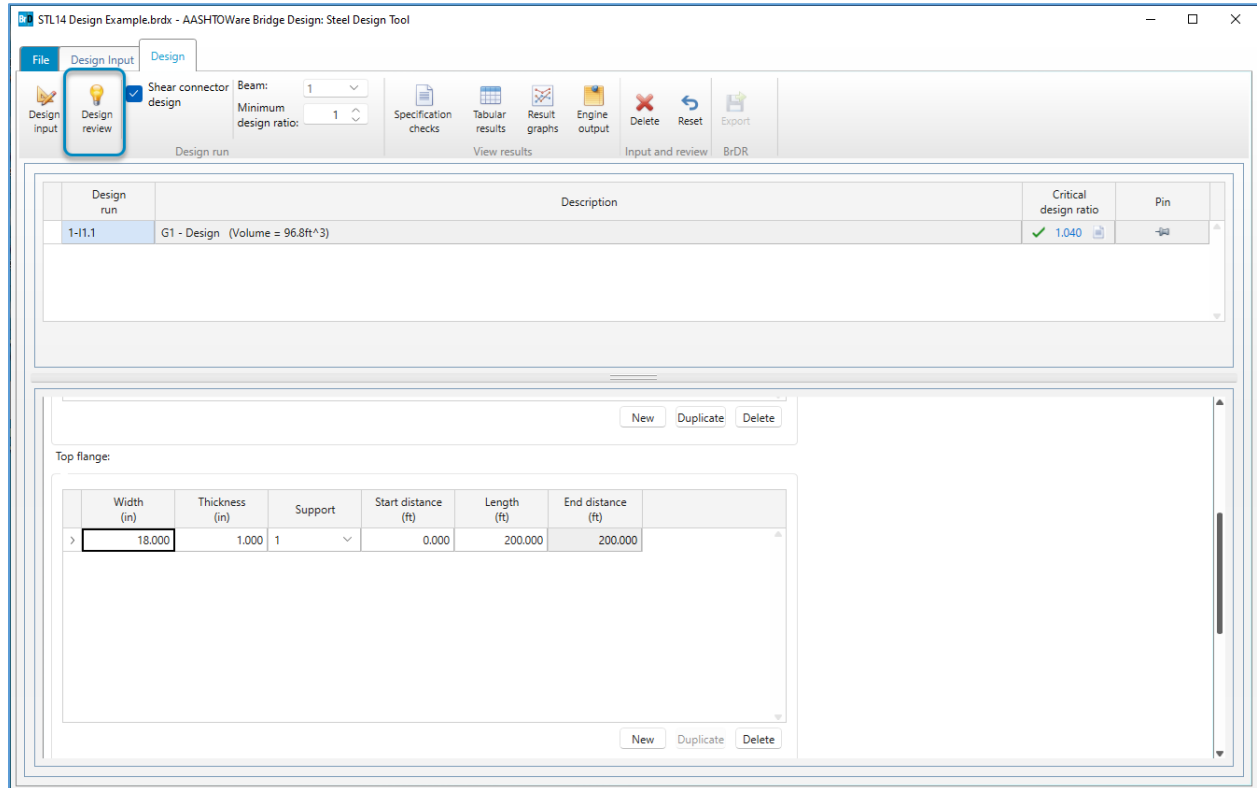 BrD STL14 Design Example.brdx - AASHTOWare Bridge Design: Steel Design Tool
File Design Input Design
Design input
Design review
Shear connector design
Beam: 1
Minimum design ratio: 1
Specification checks
Tabular results
Result graphs
Engine output
Delete
Reset
Export
Design run View results Input and review BrDR
Design run Description Critical design ratio Pin
1-I1.1 G1 - Design (Volume = 96.8ft^3) 1.040
New Duplicate Delete
Top flange:
Width (in) Thickness (in) Support Start distance (ft) Length (ft) End distance (ft)
18.000 1.000 1 0.000 200.000 200.000
New Duplicate Delete